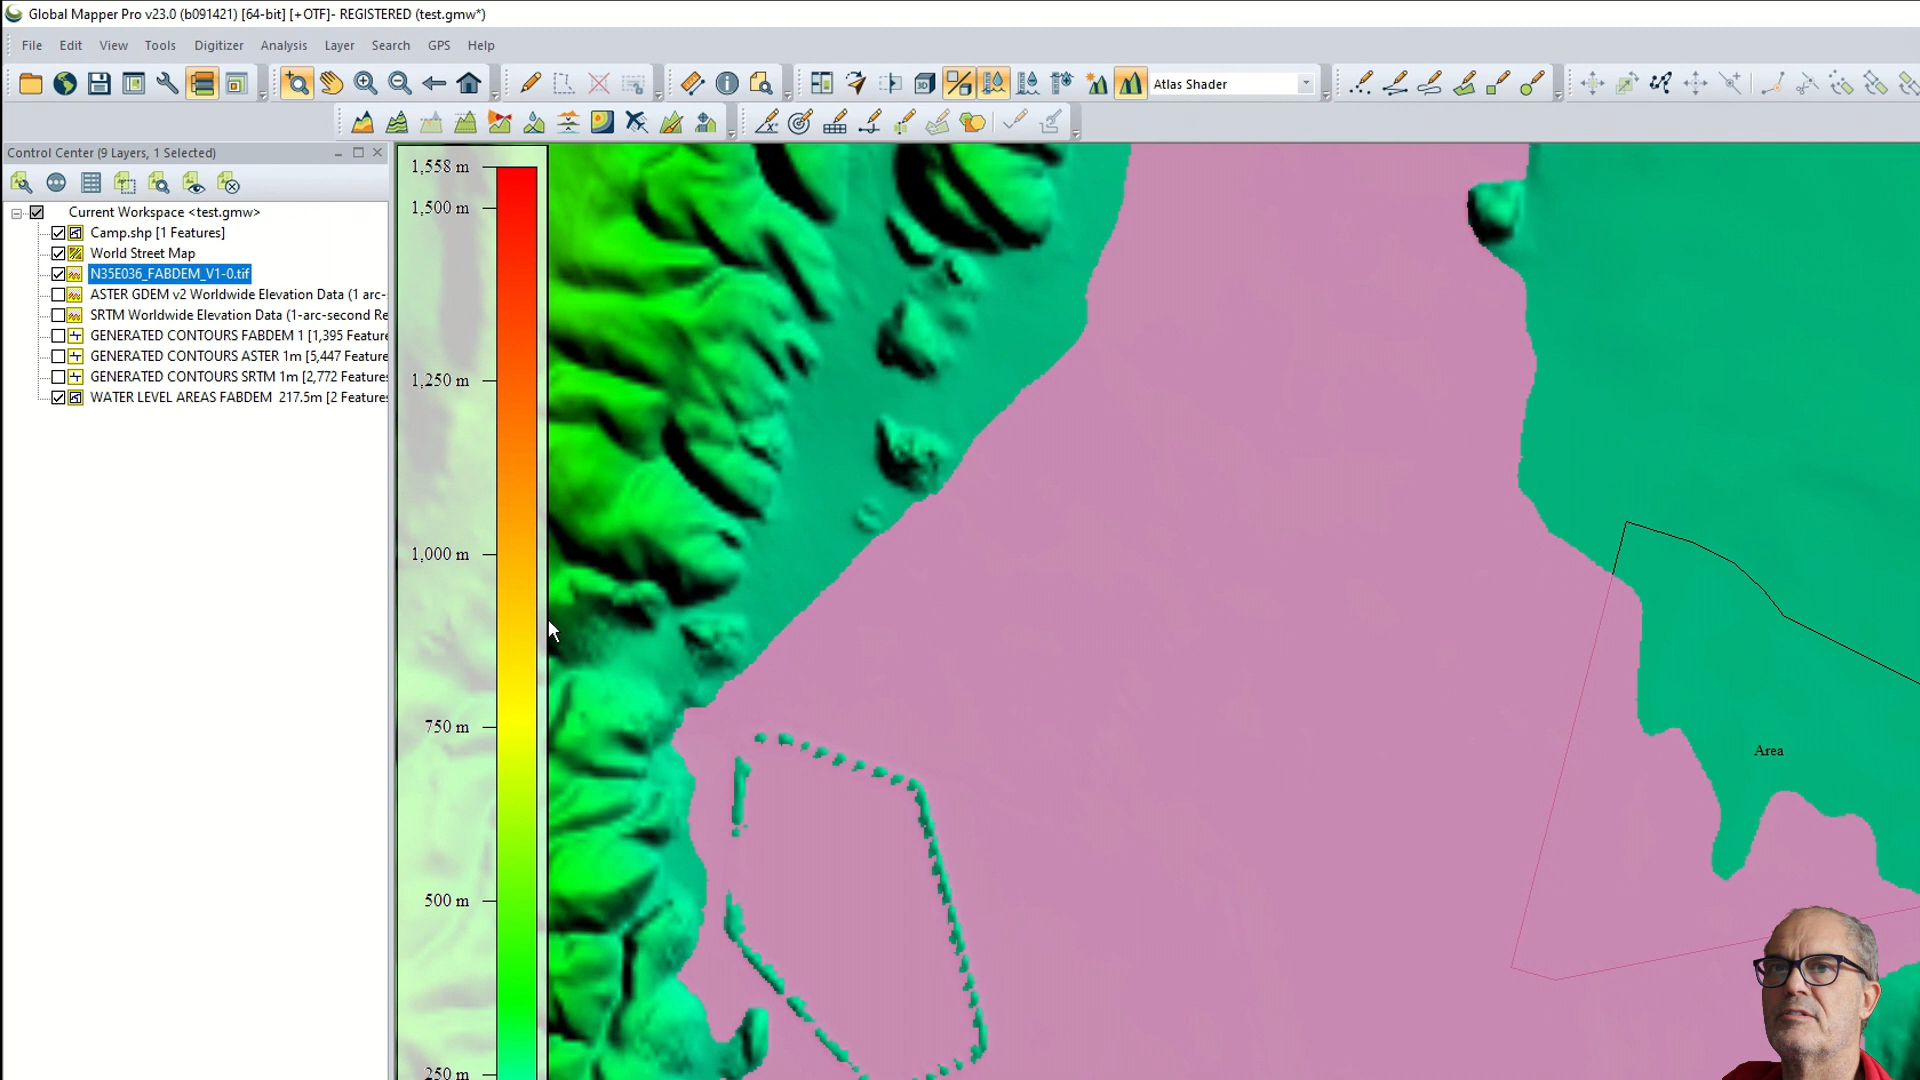 Global Mapper Pro v23.0 (b091421) [64-bit] [+OTF]- REGISTERED (test.gmw*)
File Edit View Tools Digitizer Analysis Layer Search GPS Help
3D Atlas Shader
Control Center (9 Layers, 1 Selected)
Current Workspace <test.gmw>
Camp.shp [1 Features]
World Street Map
N35E036_FABDEM_V1-0.tif
ASTER GDEM v2 Worldwide Elevation Data (1 arc-
SRTM Worldwide Elevation Data (1-arc-second Re
GENERATED CONTOURS FABDEM 1 [1,395 Feature
GENERATED CONTOURS ASTER 1m [5,447 Feature
GENERATED CONTOURS SRTM 1m [2,772 Features
WATER LEVEL AREAS FABDEM 217.5m [2 Features
1,558 m
1,500 m
1,250 m
1,000 m
750 m
500 m
250 m
Area